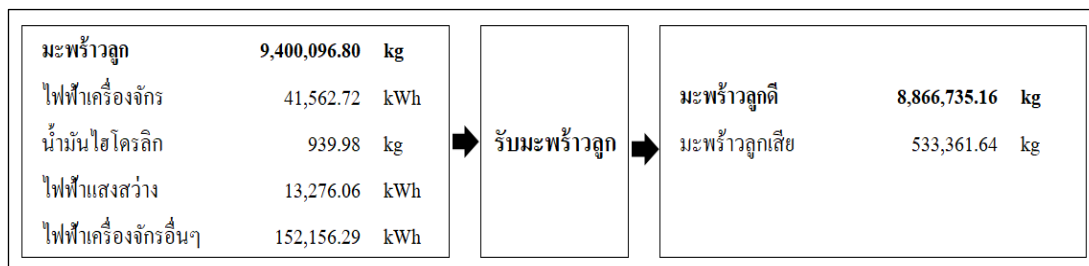 มะพร้าวลูก 9,400,096.80 kg
ไฟฟ้าเครื่องจักร 41,562.72 kWh
น้ำมันไฮโดรลิก 939.98 kg
ไฟฟ้าแสงสว่าง 13,276.06 kWh
ไฟฟ้าเครื่องจักรอื่นๆ 152,156.29 kWh
รับมะพร้าวลูก
มะพร้าวลูกดี 8,866,735.16 kg
มะพร้าวลูกเสีย 533,361.64 kg